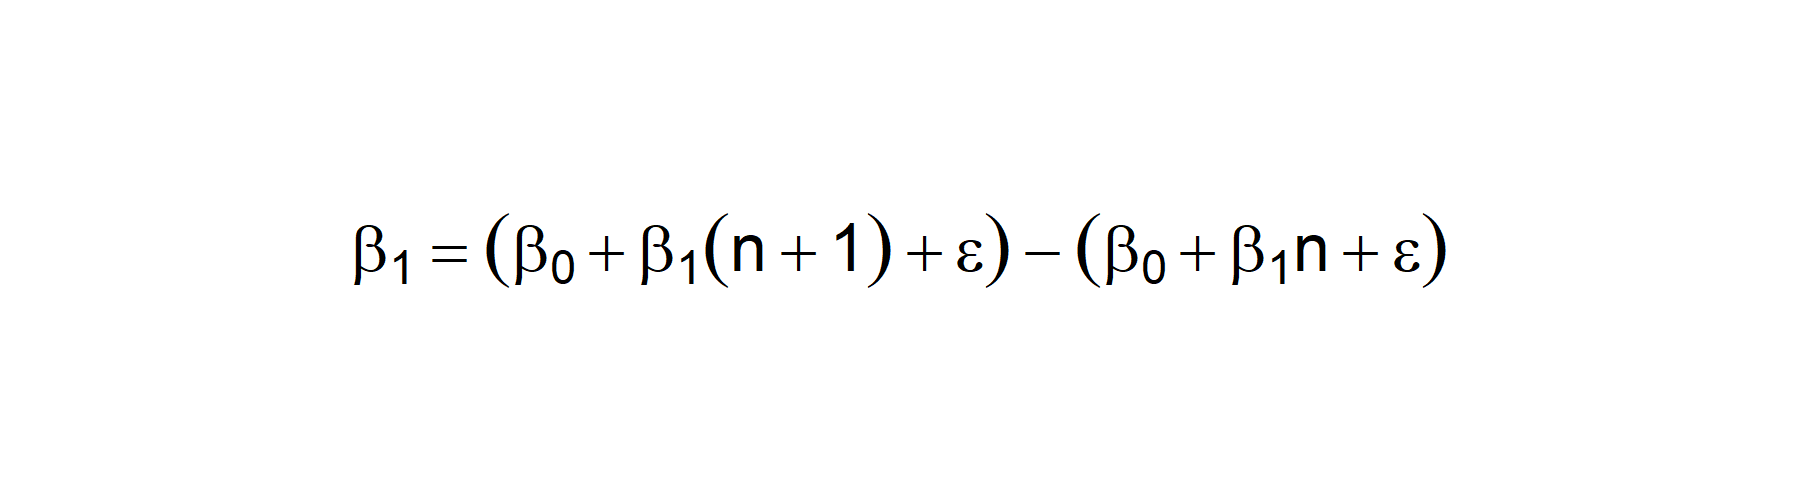 β₁ = (β₀ + β₁(n + 1) + ε) − (β₀ + β₁n + ε)